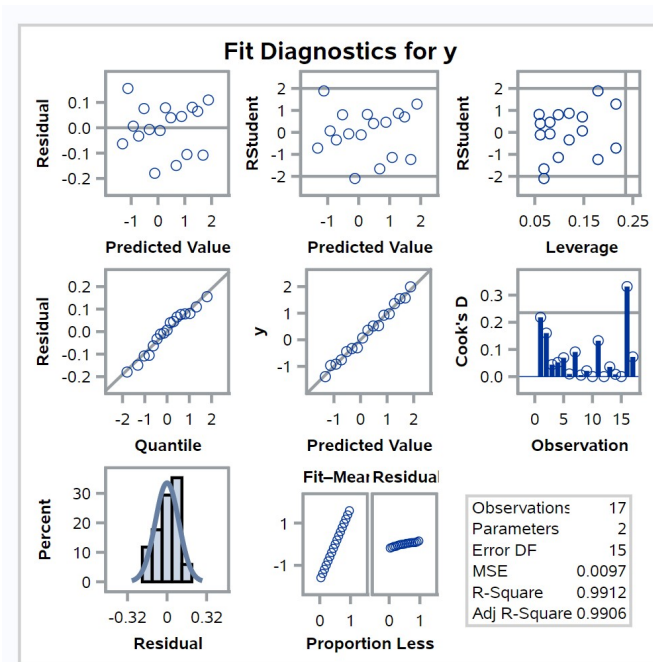 Fit Diagnostics for y
Residual
0.1
0.0
-0.1
-0.2
-1 0 1 2
Predicted Value
RStudent
2
1
0
-1
-2
-1 0 1 2
Predicted Value
RStudent
2
1
0
-1
-2
0.05 0.15 0.25
Leverage
Residual
0.2
0.1
0.0
-0.1
-0.2
-2 -1 0 1 2
Quantile
y
2
1
0
-1
-1 0 1 2
Predicted Value
Cook's D
0.3
0.2
0.1
0.0
0 5 10 15
Observation
Percent
30
20
10
0
-0.32 0 0.32
Residual
Fit–Mean Residual
1
-1
0 1 0 1
Proportion Less
Observations 17
Parameters 2
Error DF 15
MSE 0.0097
R-Square 0.9912
Adj R-Square 0.9906